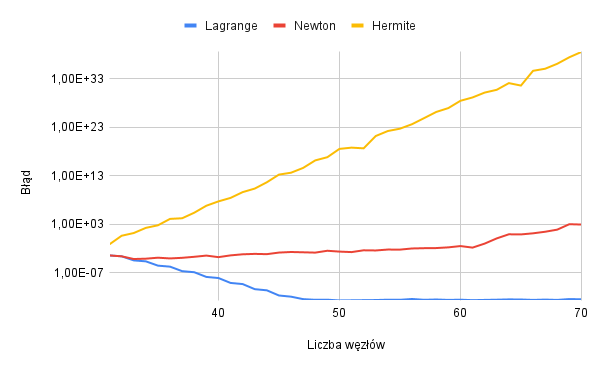 Lagrange Newton Hermite
1,00E+33
1,00E+23
1,00E+13
1,00E+03
1,00E-07
Błąd
40 50 60 70
Liczba węzłów